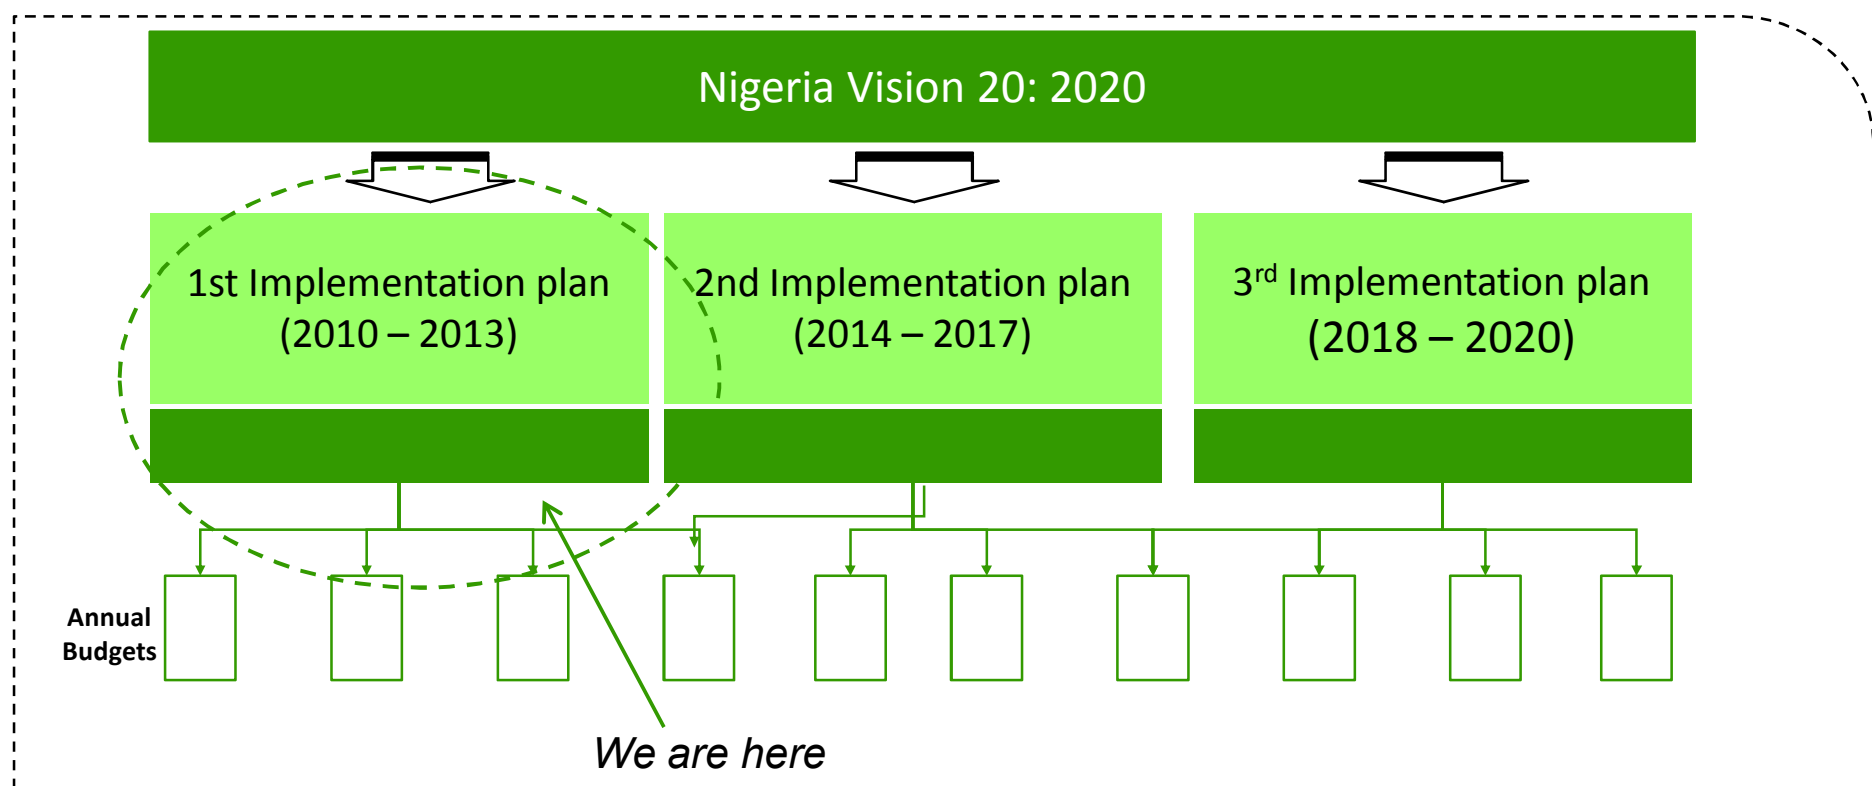 Nigeria Vision 20: 2020
1st Implementation plan
(2010 – 2013)
2nd Implementation plan
(2014 – 2017)
3rd Implementation plan
(2018 – 2020)
Annual
Budgets
We are here